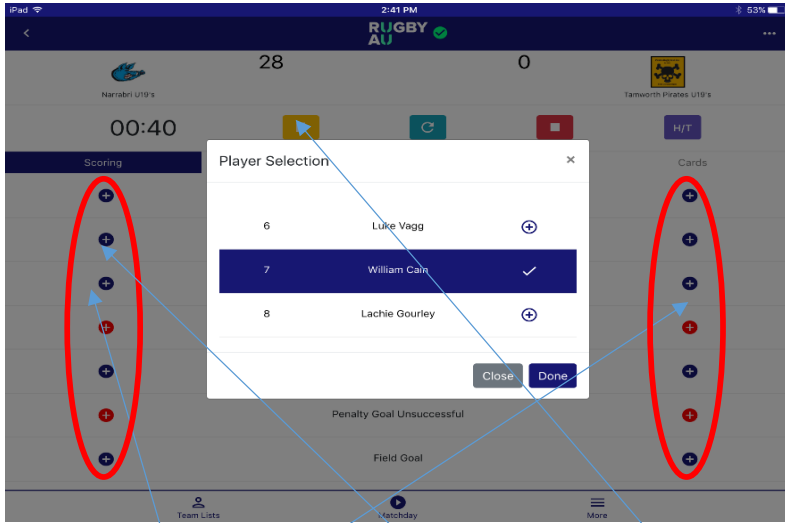 iPad 2:41 PM 53%
RUGBY
AU
28 0
Narrabri U19's Tamworth Pirates U19's
00:40 H/T
Scoring Cards
Player Selection ×
6 Luke Vagg
7 William Cain
8 Lachie Gourley
Close Done
Penalty Goal Unsuccessful
Field Goal
Team Lists Matchday More